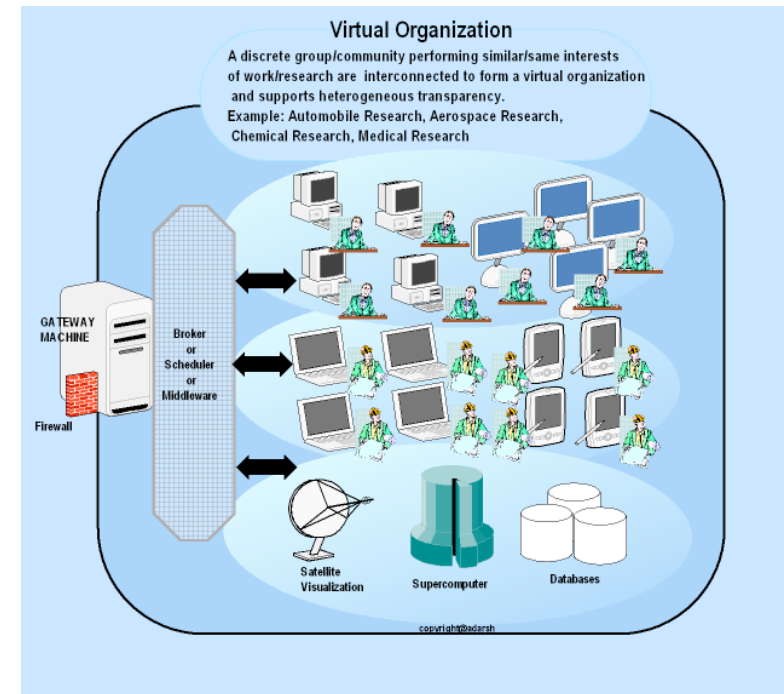 Virtual Organization
A discrete group/community performing similar/same interests
of work/research are interconnected to form a virtual organization
and supports heterogeneous transparency.
Example: Automobile Research, Aerospace Research,
Chemical Research, Medical Research
GATEWAY
MACHINE
Firewall
Broker
or
Scheduler
or
Middleware
Satellite
Visualization
Supercomputer
Databases
copyright@adarsh